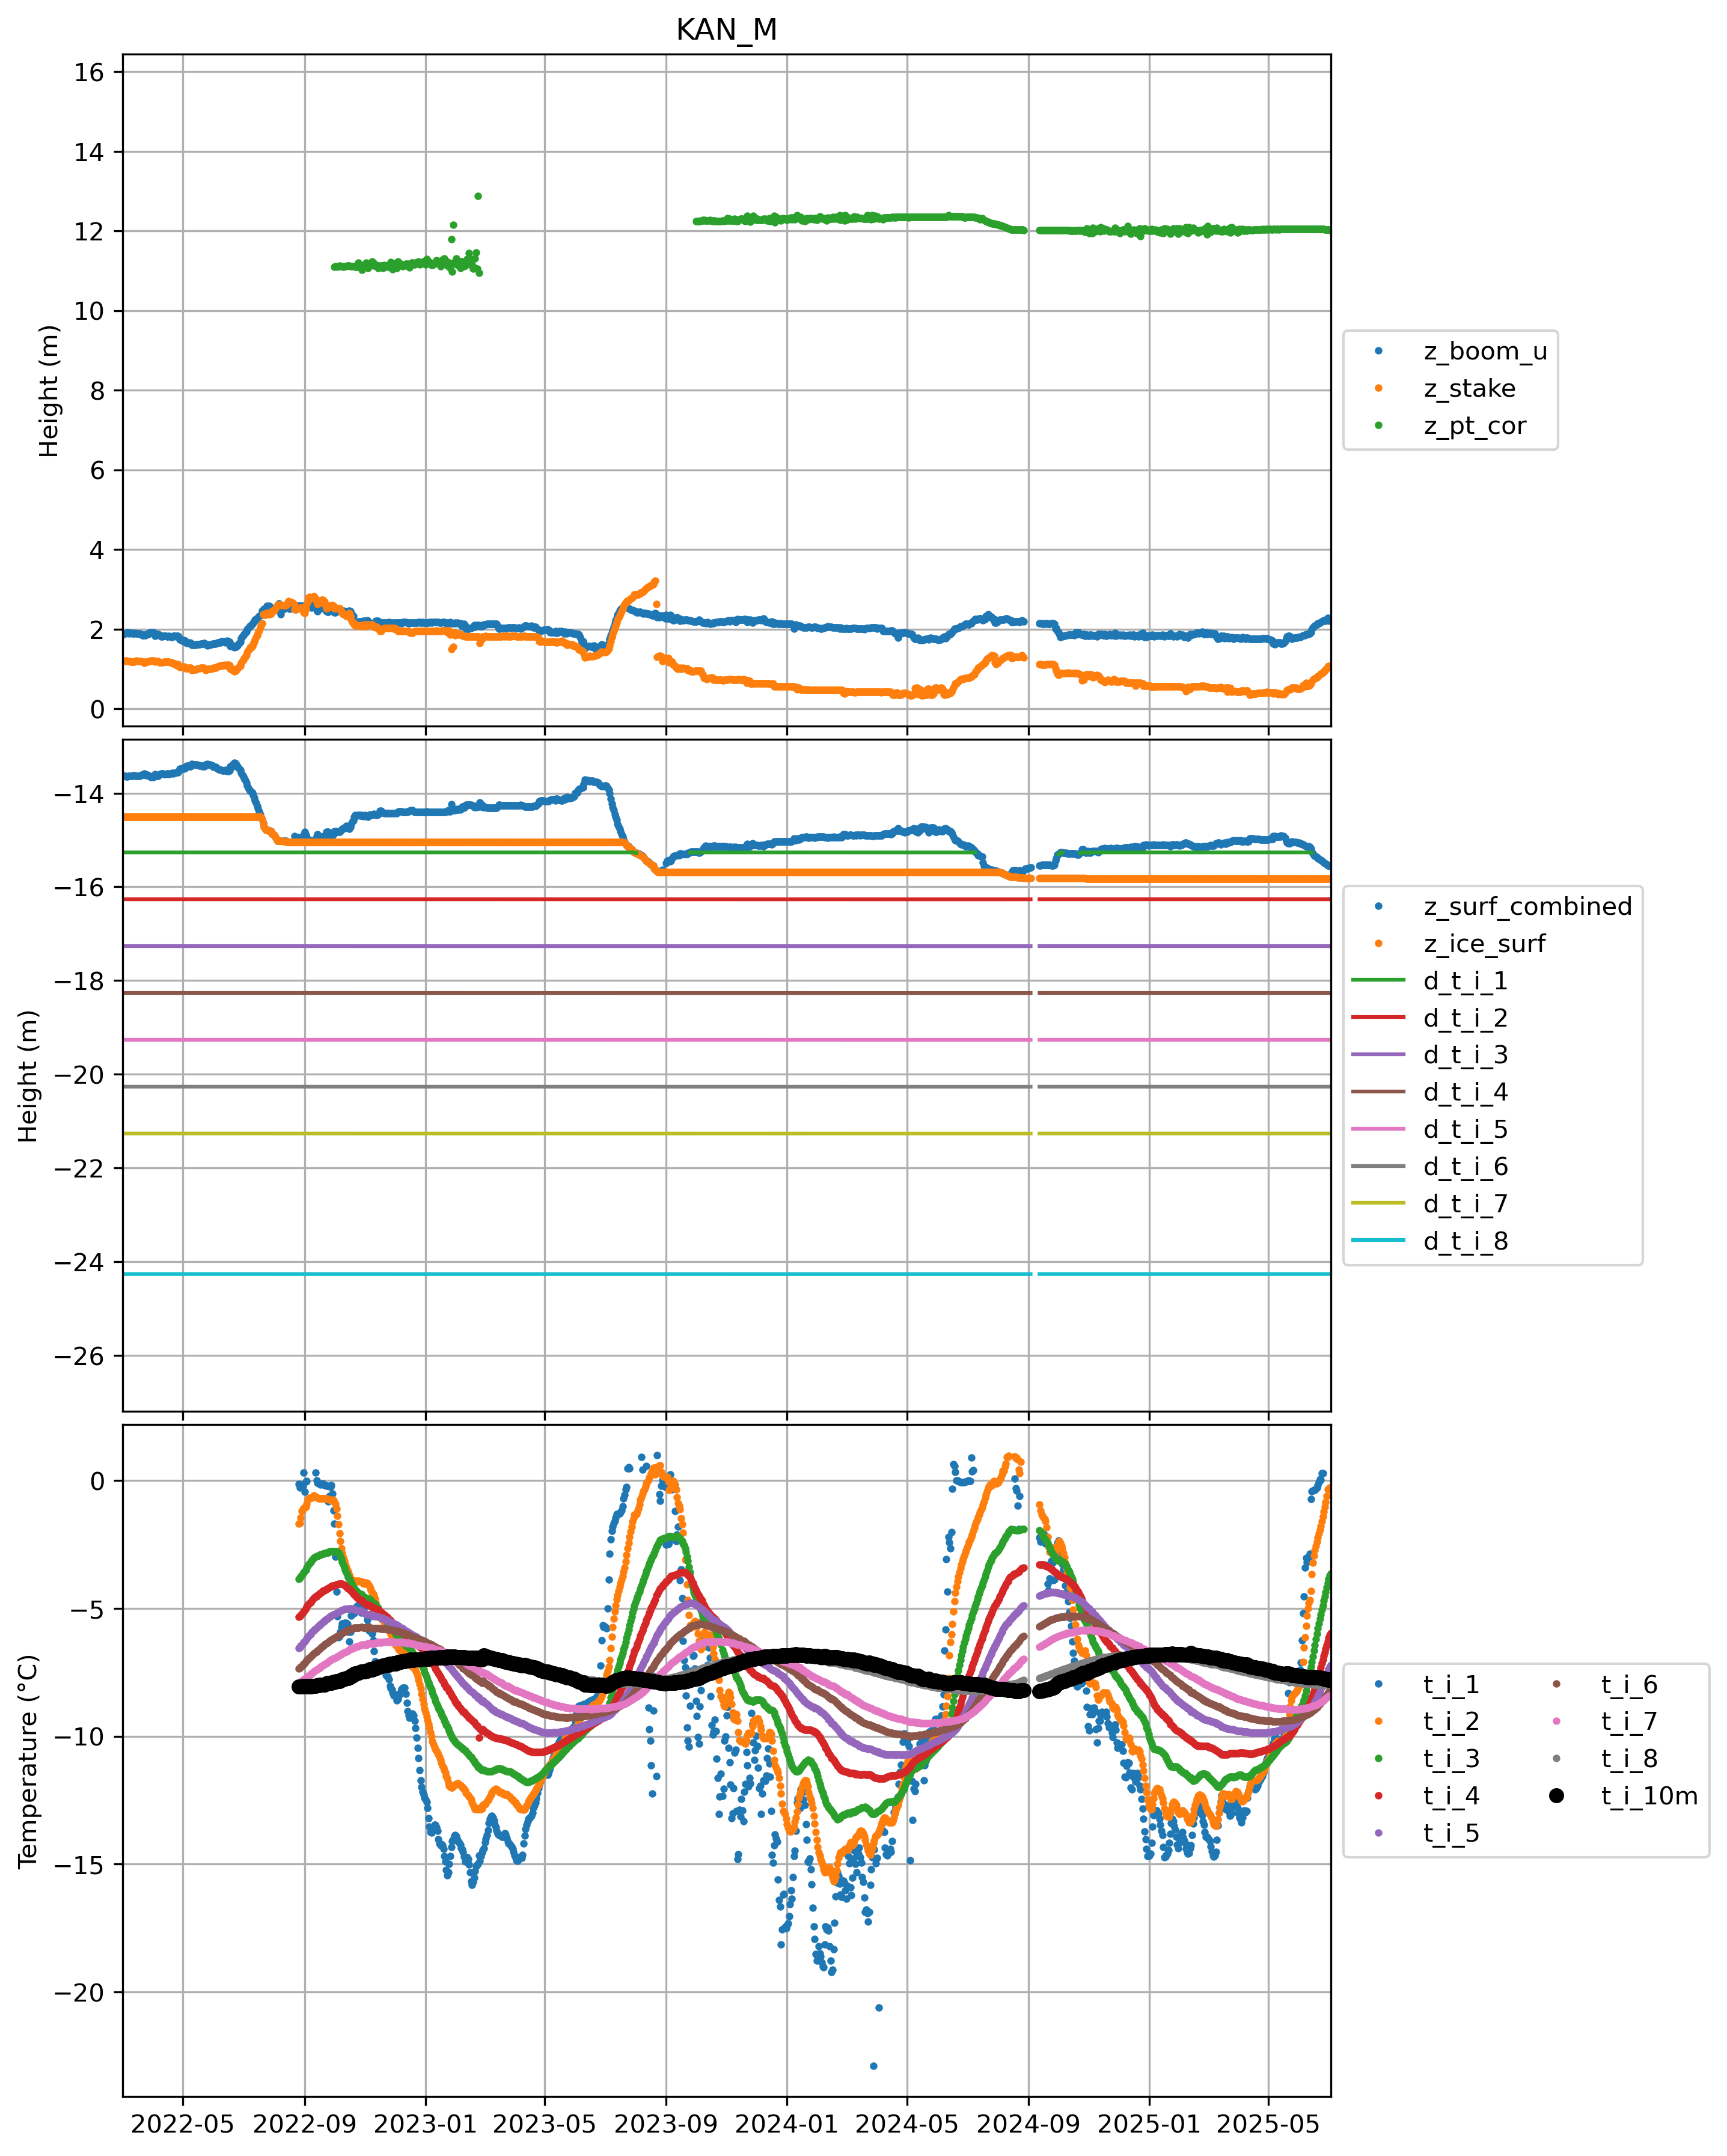 KAN_M
16
14
12
10
8
6
4
2
0
Height (m)
z_boom_u
z_stake
z_pt_cor
−14
−16
−18
−20
−22
−24
−26
Height (m)
z_surf_combined
z_ice_surf
d_t_i_1
d_t_i_2
d_t_i_3
d_t_i_4
d_t_i_5
d_t_i_6
d_t_i_7
d_t_i_8
0
−5
−10
−15
−20
Temperature (°C)
t_i_1
t_i_2
t_i_3
t_i_4
t_i_5
t_i_6
t_i_7
t_i_8
t_i_10m
2022-05 2022-09 2023-01 2023-05 2023-09 2024-01 2024-05 2024-09 2025-01 2025-05